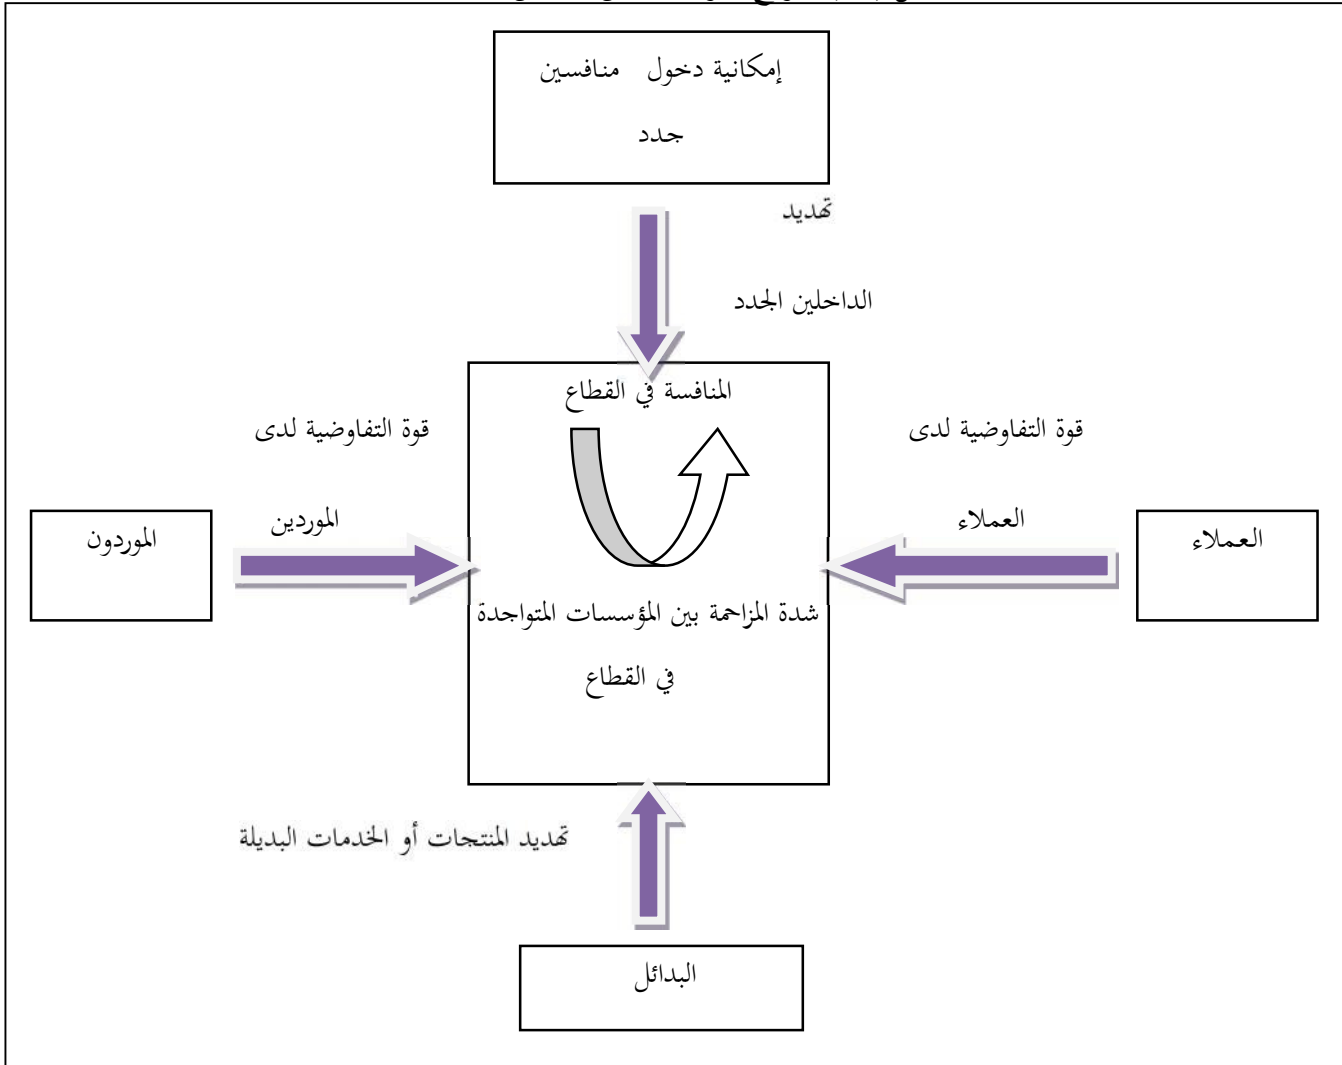 إمكانية دخول منافسين
جدد
تهديد
الداخلين الجدد
المنافسة في القطاع
قوة التفاوضية لدى
العملاء
العملاء
قوة التفاوضية لدى
الموردين
الموردون
شدة المزاحمة بين المؤسسات المتواجدة
في القطاع
تهديد المنتجات أو الخدمات البديلة
البدائل